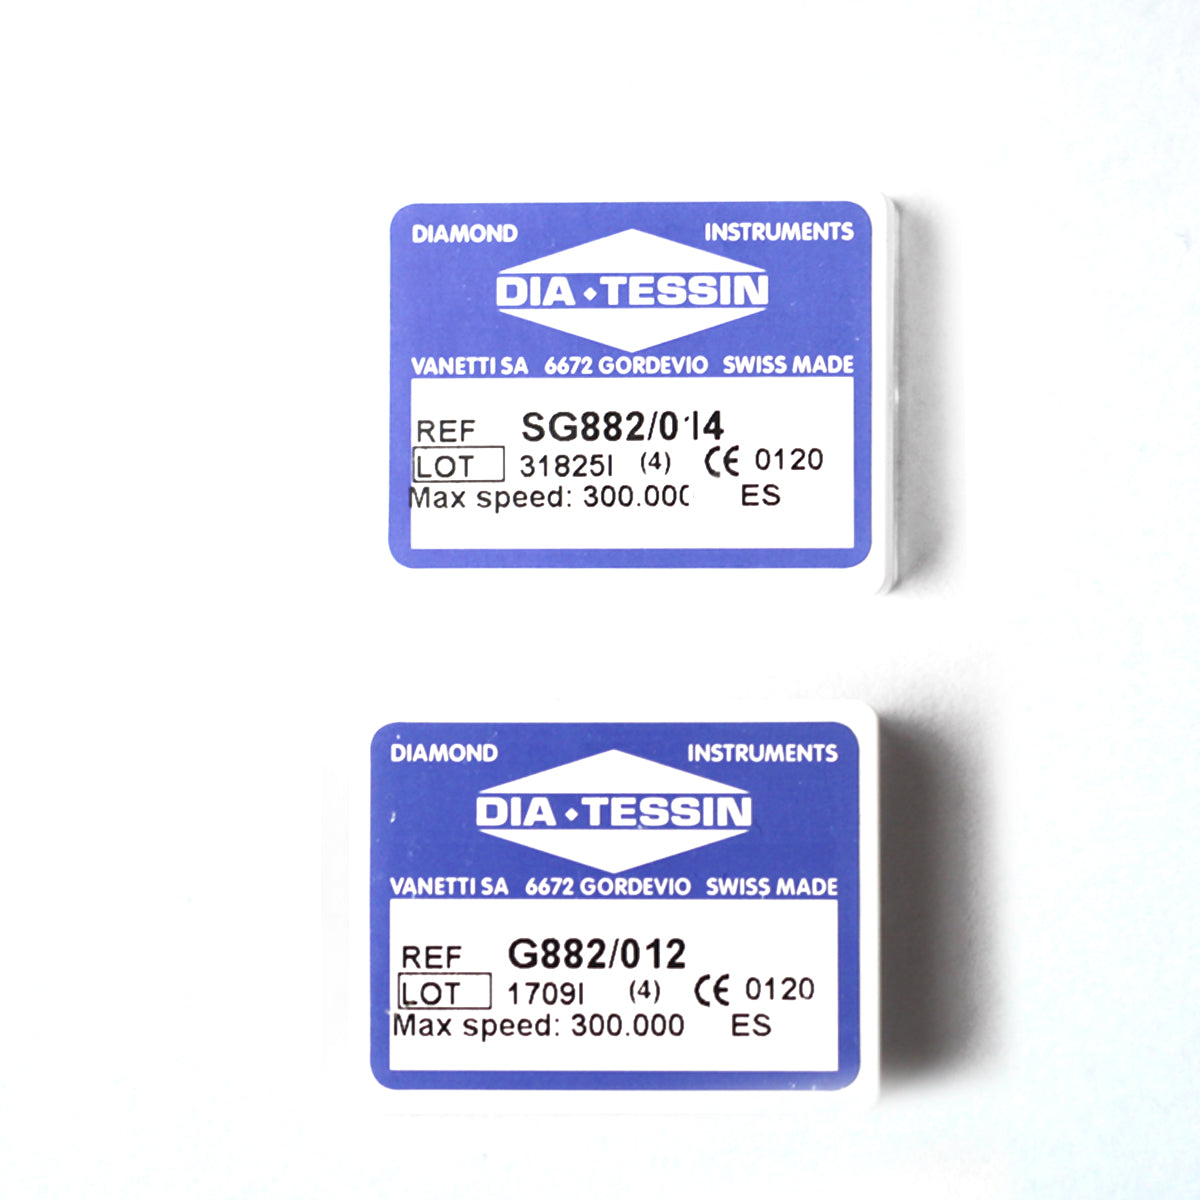 DIAMOND INSTRUMENTS
DIA TESSIN
VANETTI SA 6672 GORDEVIO SWISS MADE
REF SG882/014
LOT 31825I (4) CE 0120
Max speed: 300.000 ES
DIAMOND INSTRUMENTS
DIA TESSIN
VANETTI SA 6672 GORDEVIO SWISS MADE
REF G882/012
LOT 1709I (4) CE 0120
Max speed: 300.000 ES